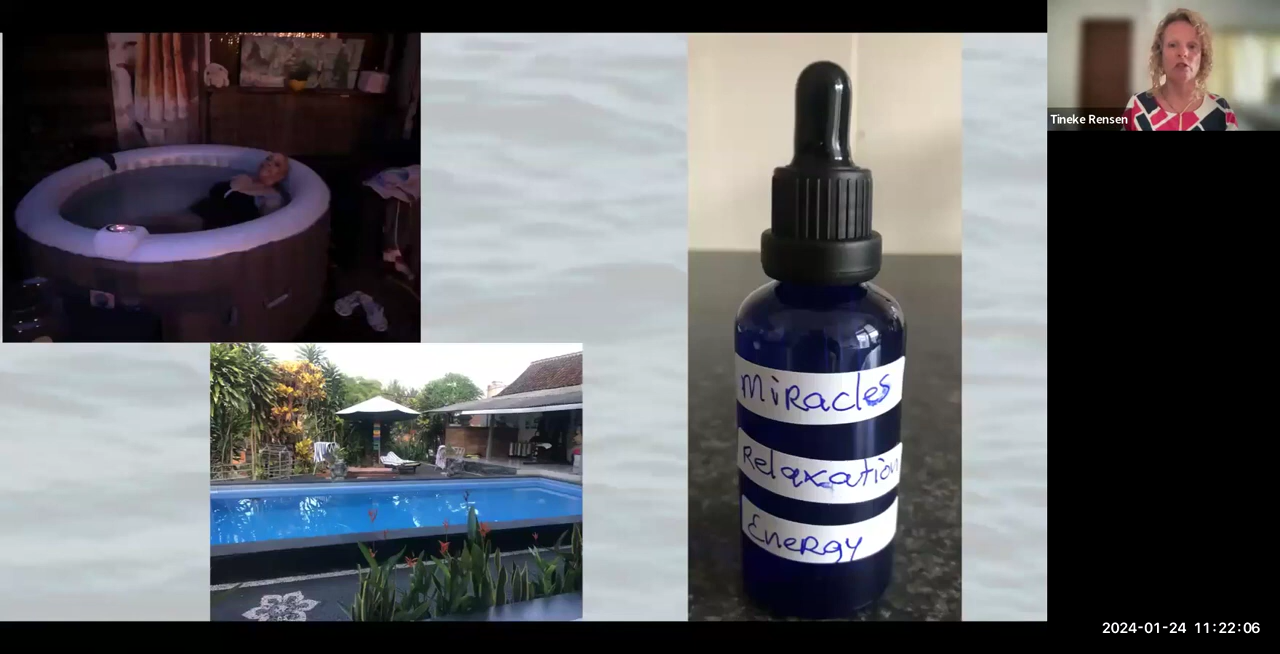 Tineke Rensen
Miracles
Relaxation
Energy
2024-01-24 11:22:06